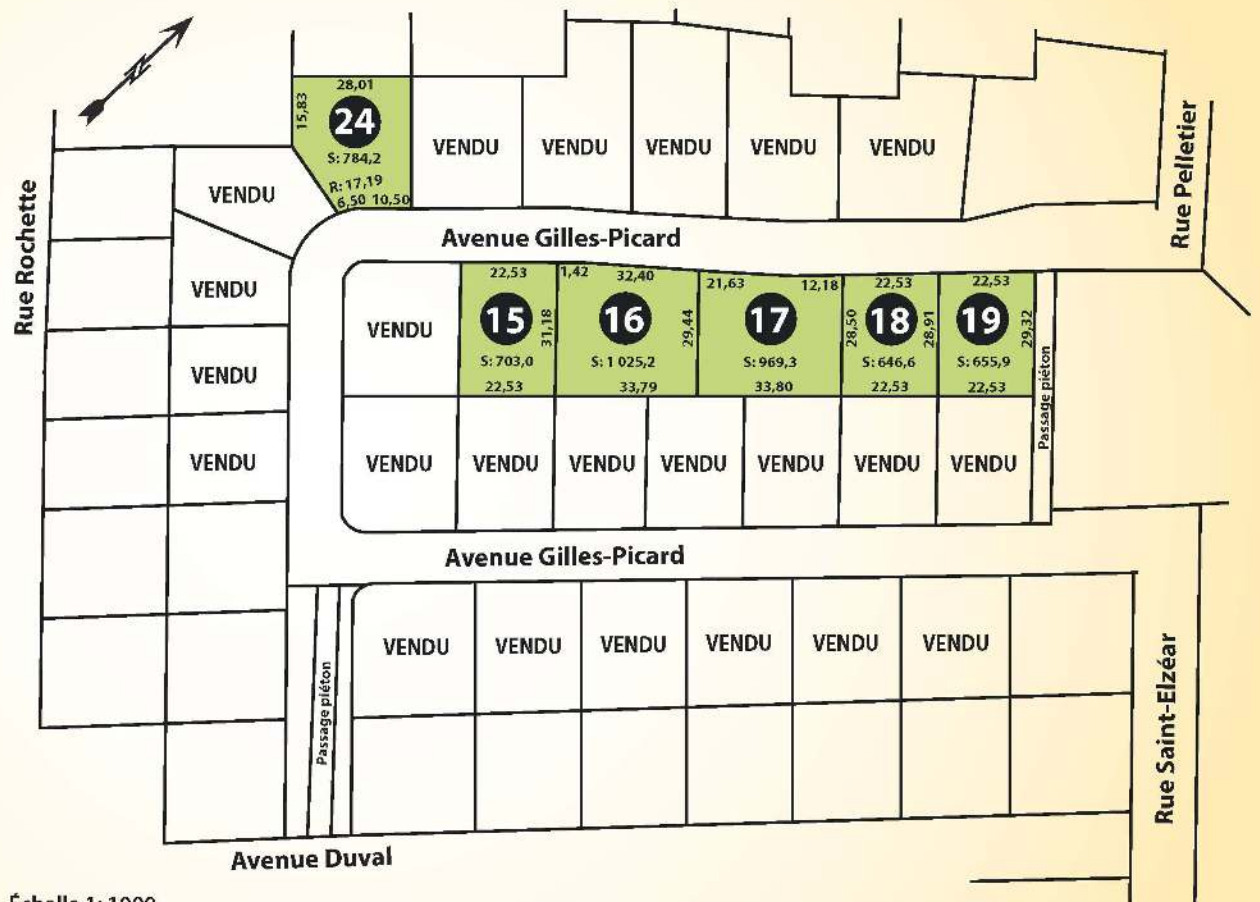 N
28,01
15,83
24
S: 784,2
R: 17,19
6,50 10,50
VENDU
VENDU
VENDU
VENDU
VENDU
VENDU
Rue Rochette
Rue Pelletier
Avenue Gilles-Picard
VENDU
VENDU
22,53
15
31,18
S: 703,0
22,53
1,42 32,40
16
29,44
S: 1 025,2
33,79
21,63 12,18
17
S: 969,3
33,80
22,53
28,50
18
28,91
S: 646,6
22,53
22,53
19
29,32
S: 655,9
22,53
Passage piéton
VENDU
VENDU
VENDU
VENDU
VENDU
VENDU
VENDU
VENDU
VENDU
Avenue Gilles-Picard
VENDU
VENDU
VENDU
VENDU
VENDU
VENDU
Passage piéton
Rue Saint-Elzéar
Avenue Duval
Échelle 1: 1000